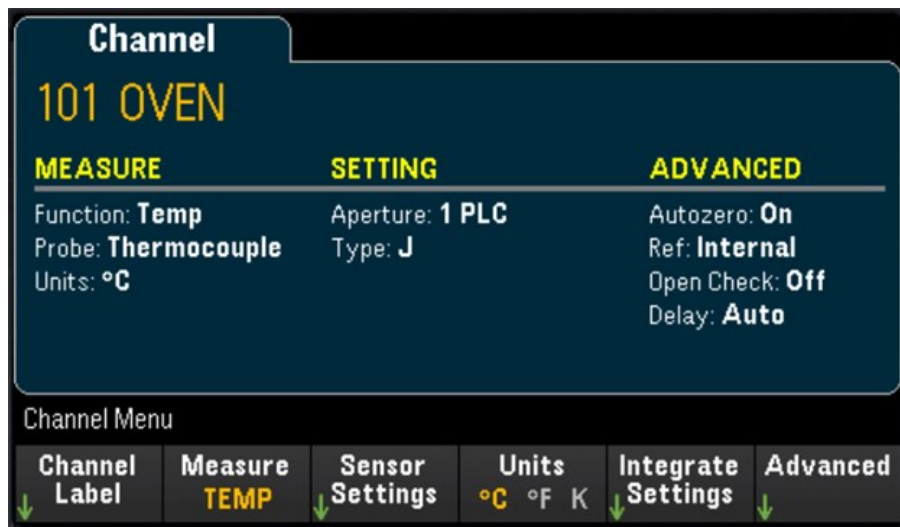 Channel
101 OVEN
MEASURE
Function: Temp
Probe: Thermocouple
Units: °C
SETTING
Aperture: 1 PLC
Type: J
ADVANCED
Autozero: On
Ref: Internal
Open Check: Off
Delay: Auto
Channel Menu
Channel
Label
Measure
TEMP
Sensor
Settings
Units
°C °F K
Integrate
Settings
Advanced